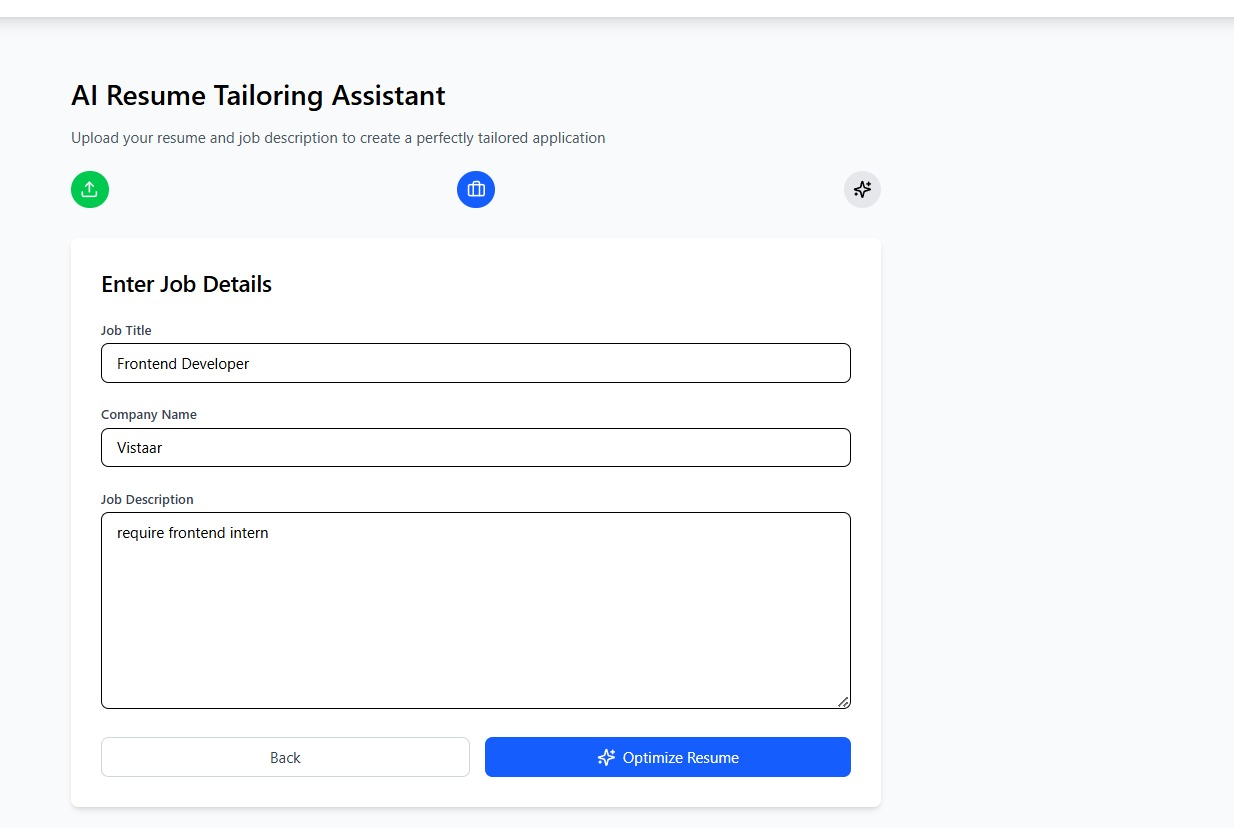 AI Resume Tailoring Assistant
Upload your resume and job description to create a perfectly tailored application
Enter Job Details
Job Title
Frontend Developer
Company Name
Vistaar
Job Description
require frontend intern
Back
Optimize Resume